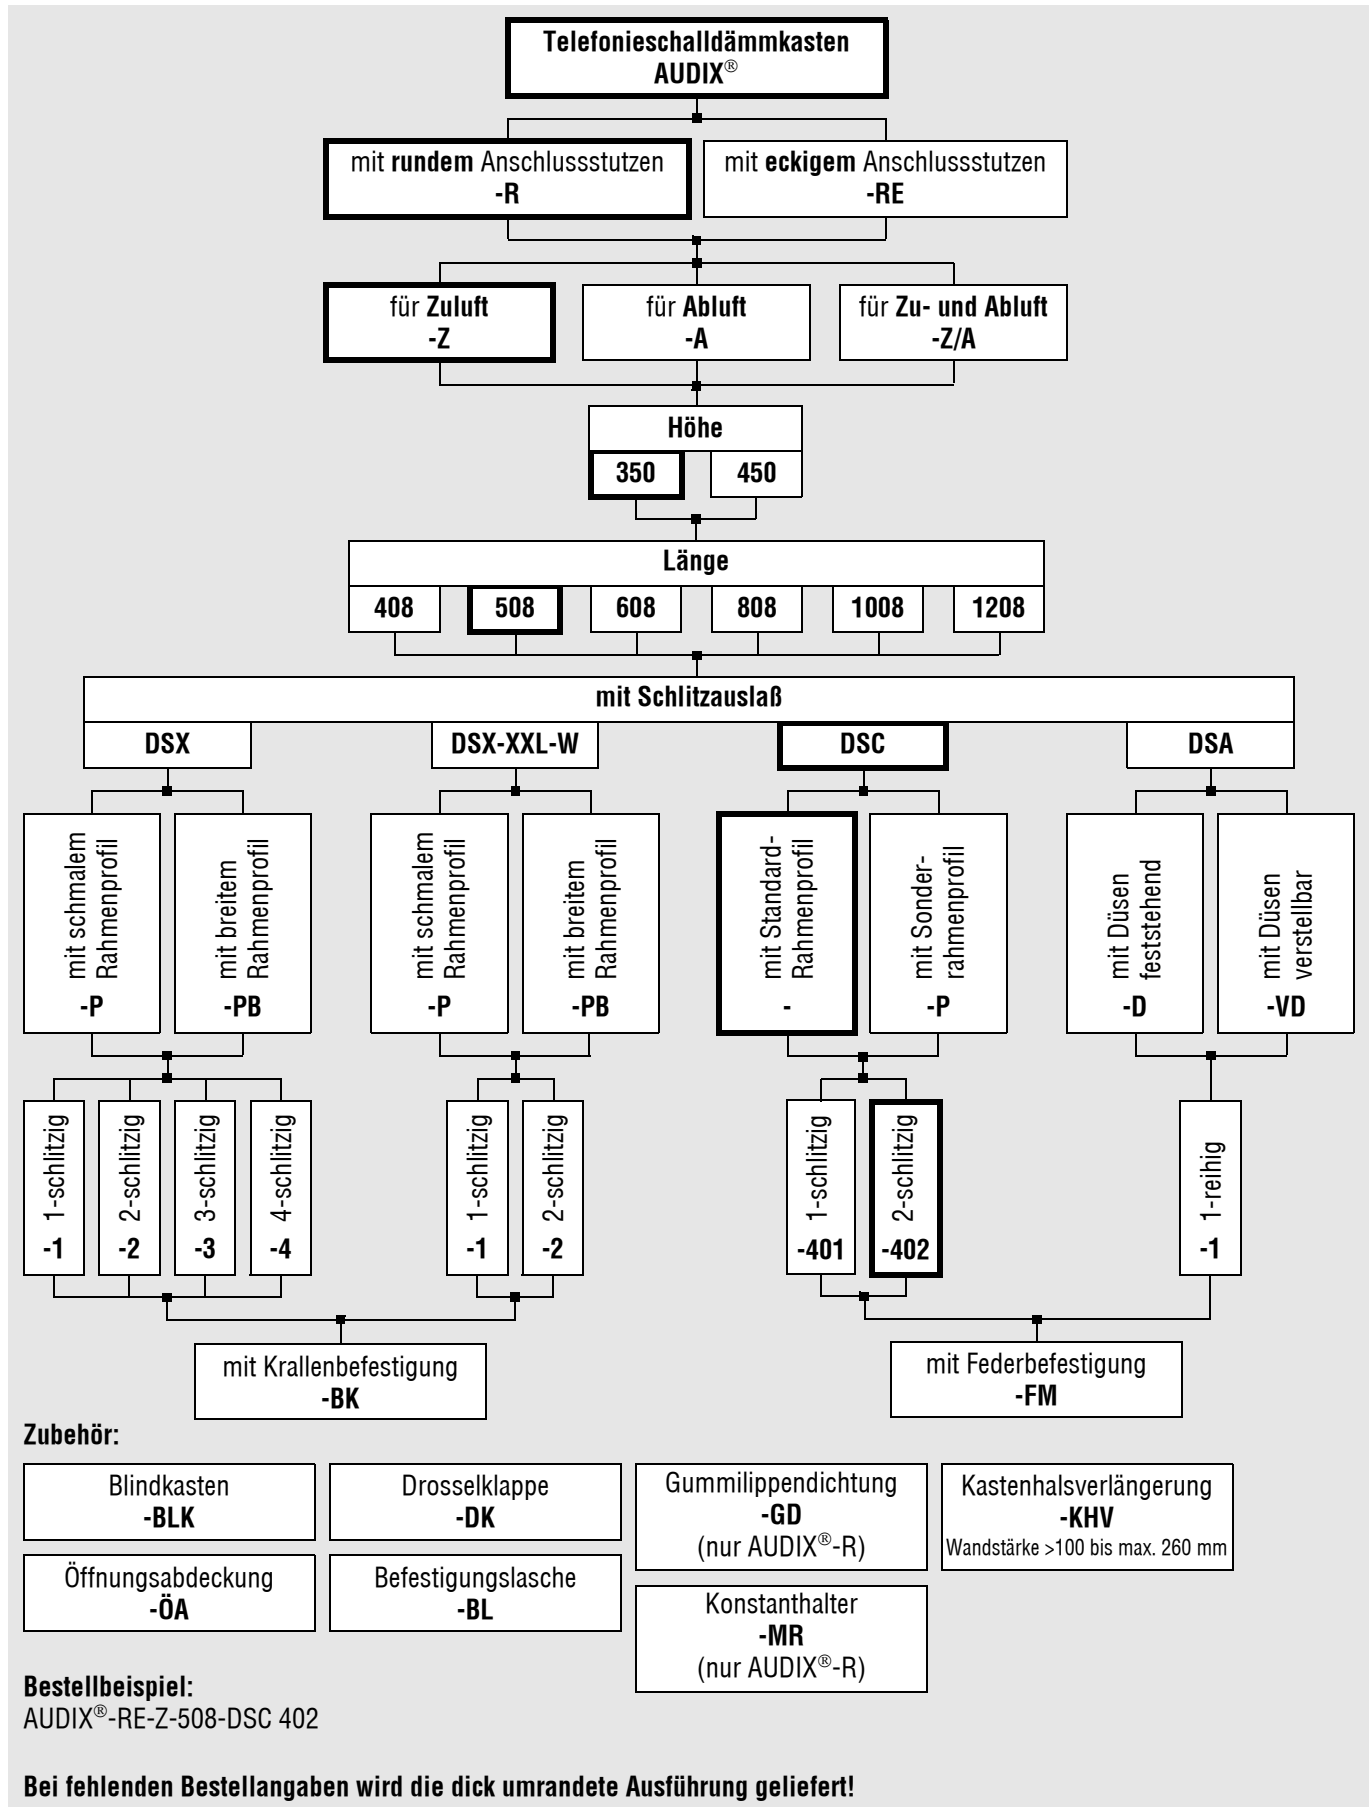 Telefonieschalldämmkasten
AUDIX®
mit rundem Anschlussstutzen
-R
mit eckigem Anschlussstutzen
-RE
für Zuluft
-Z
für Abluft
-A
für Zu- und Abluft
-Z/A
Höhe
350
450
Länge
408
508
608
808
1008
1208
mit Schlitzauslaß
DSX
DSX-XXL-W
DSC
DSA
mit schmalem
Rahmenprofil
-P
mit breitem
Rahmenprofil
-PB
mit schmalem
Rahmenprofil
-P
mit breitem
Rahmenprofil
-PB
mit Standard-
Rahmenprofil
-
mit Sonder-
rahmenprofil
-P
mit Düsen
feststehend
-D
mit Düsen
verstellbar
-VD
1-schlitzig
-1
2-schlitzig
-2
3-schlitzig
-3
4-schlitzig
-4
1-schlitzig
-1
2-schlitzig
-2
1-schlitzig
-401
2-schlitzig
-402
1-reihig
-1
mit Krallenbefestigung
-BK
mit Federbefestigung
-FM
Zubehör:
Blindkasten
-BLK
Drosselklappe
-DK
Gummilippendichtung
-GD
(nur AUDIX®-R)
Kastenhalsverlängerung
-KHV
Wandstärke >100 bis max. 260 mm
Öffnungsabdeckung
-ÖA
Befestigungslasche
-BL
Konstanthalter
-MR
(nur AUDIX®-R)
Bestellbeispiel:
AUDIX®-RE-Z-508-DSC 402
Bei fehlenden Bestellangaben wird die dick umrandete Ausführung geliefert!